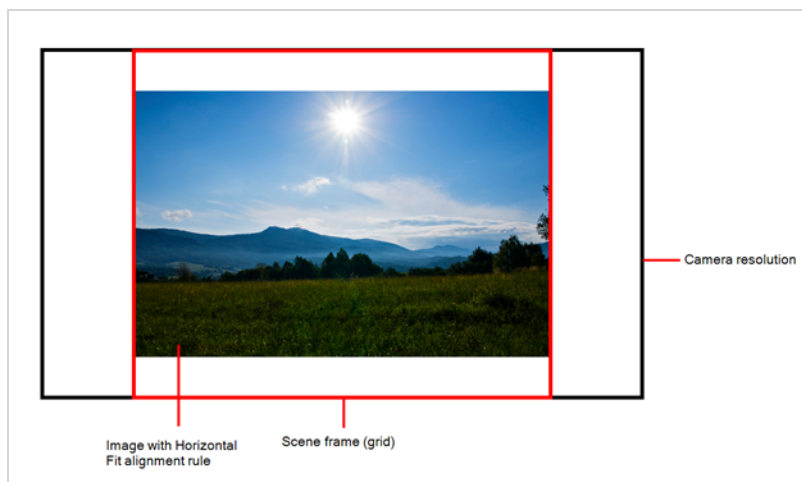 Camera resolution
Scene frame (grid)
Image with Horizontal
Fit alignment rule